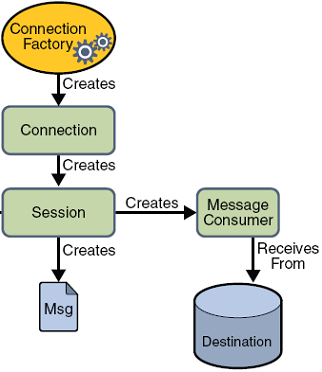 Connection
Factory
Creates
Connection
Creates
Session
Creates
Message
Consumer
Creates
Receives
From
Msg
Destination